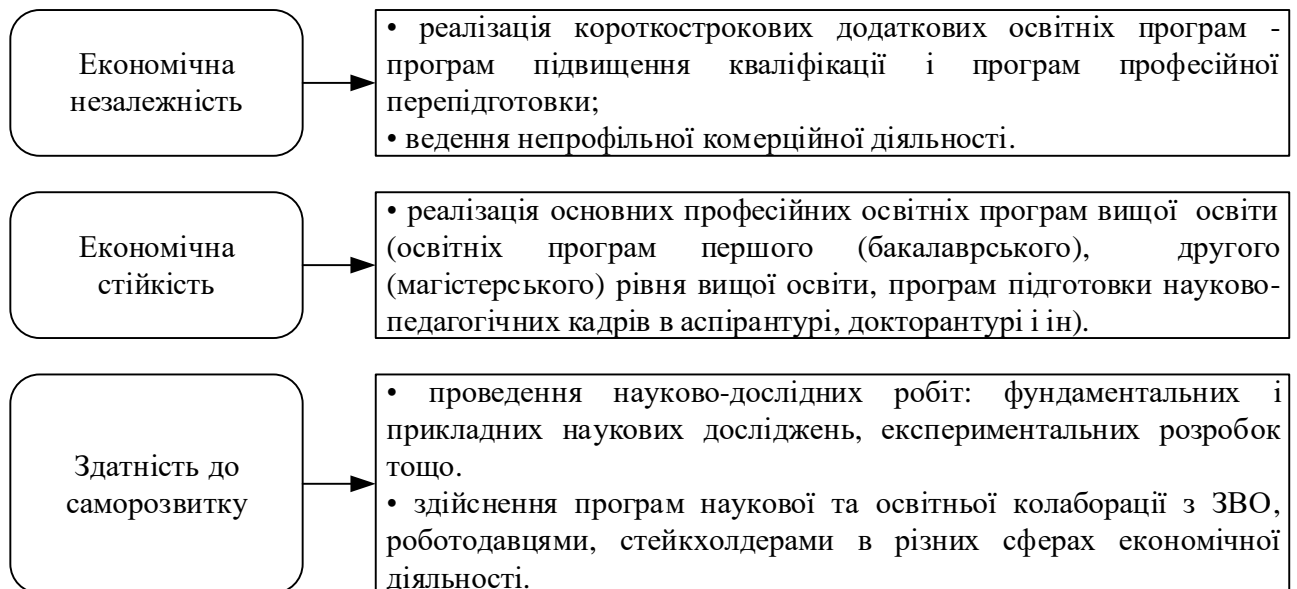 Економічна
незалежність
• реалізація короткострокових додаткових освітніх програм -
програм підвищення кваліфікації і програм професійної
перепідготовки;
• ведення непрофільної комерційної діяльності.
Економічна
стійкість
• реалізація основних професійних освітніх програм вищої освіти
(освітніх програм першого (бакалаврського), другого
(магістерського) рівня вищої освіти, програм підготовки науково-
педагогічних кадрів в аспірантурі, докторантурі і ін).
Здатність до
саморозвитку
• проведення науково-дослідних робіт: фундаментальних і
прикладних наукових досліджень, експериментальних розробок
тощо.
• здійснення програм наукової та освітньої колаборації з ЗВО,
роботодавцями, стейкхолдерами в різних сферах економічної
діяльності.